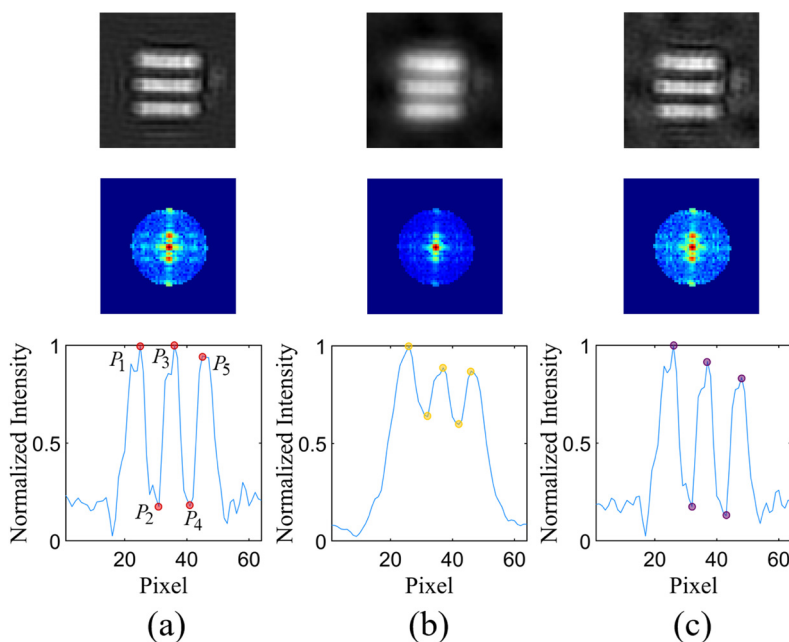 Normalized Intensity
1
0.5
0
P1
P2
P3
P4
P5
20 40 60
Pixel
(a)
Normalized Intensity
1
0.5
0
20 40 60
Pixel
(b)
Normalized Intensity
1
0.5
0
20 40 60
Pixel
(c)